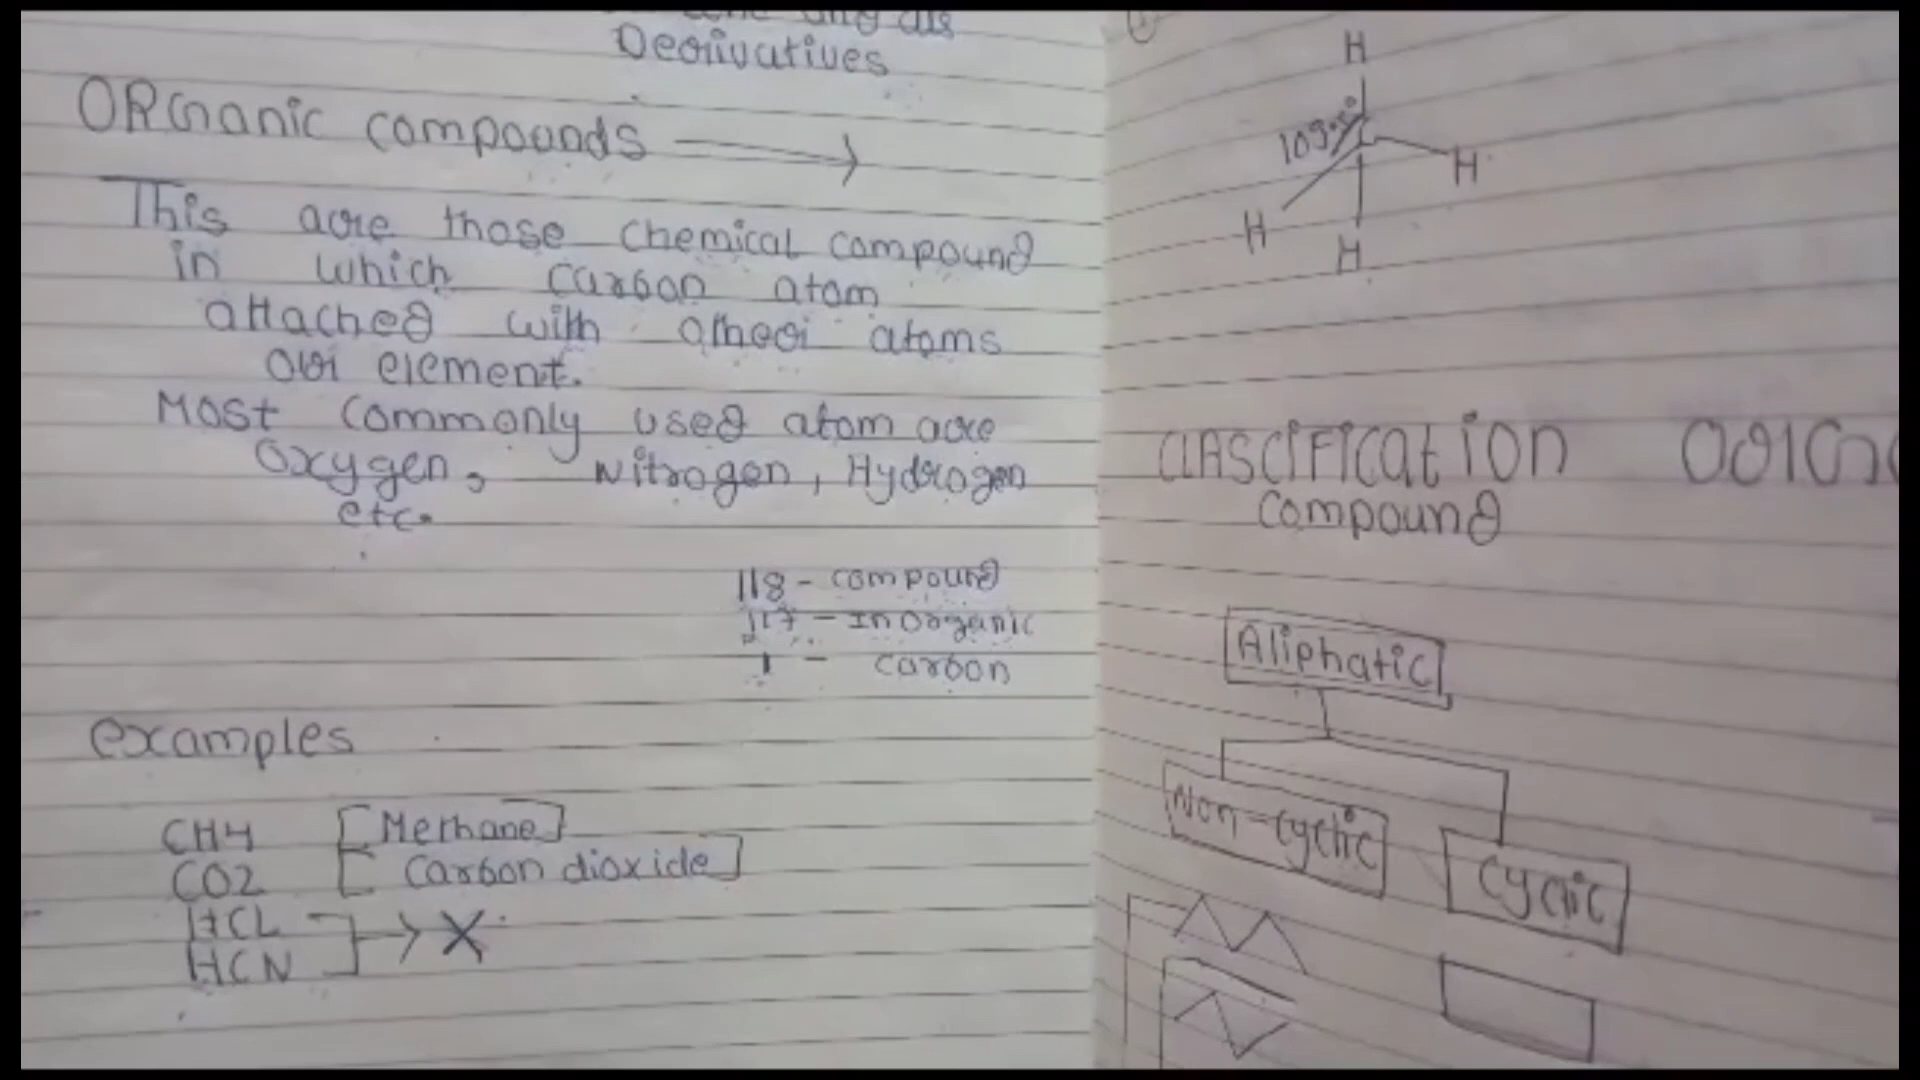 Derivatives
ORGanic compounds
This are those chemical compound
in which carbon atom
attached with other atoms
or element.
Most commonly used atom are
Oxygen, Nitrogen, Hydrogen
etc.
118 - compound
117 - Inorganic
1 - carbon
examples
CH4 [Methane]
CO2 [Carbon dioxide]
HCL
HCN → X
H
109.5°
C
H
H
H
CLASCIFICation
compound
Aliphatic
Non-cyclic
Cyclic